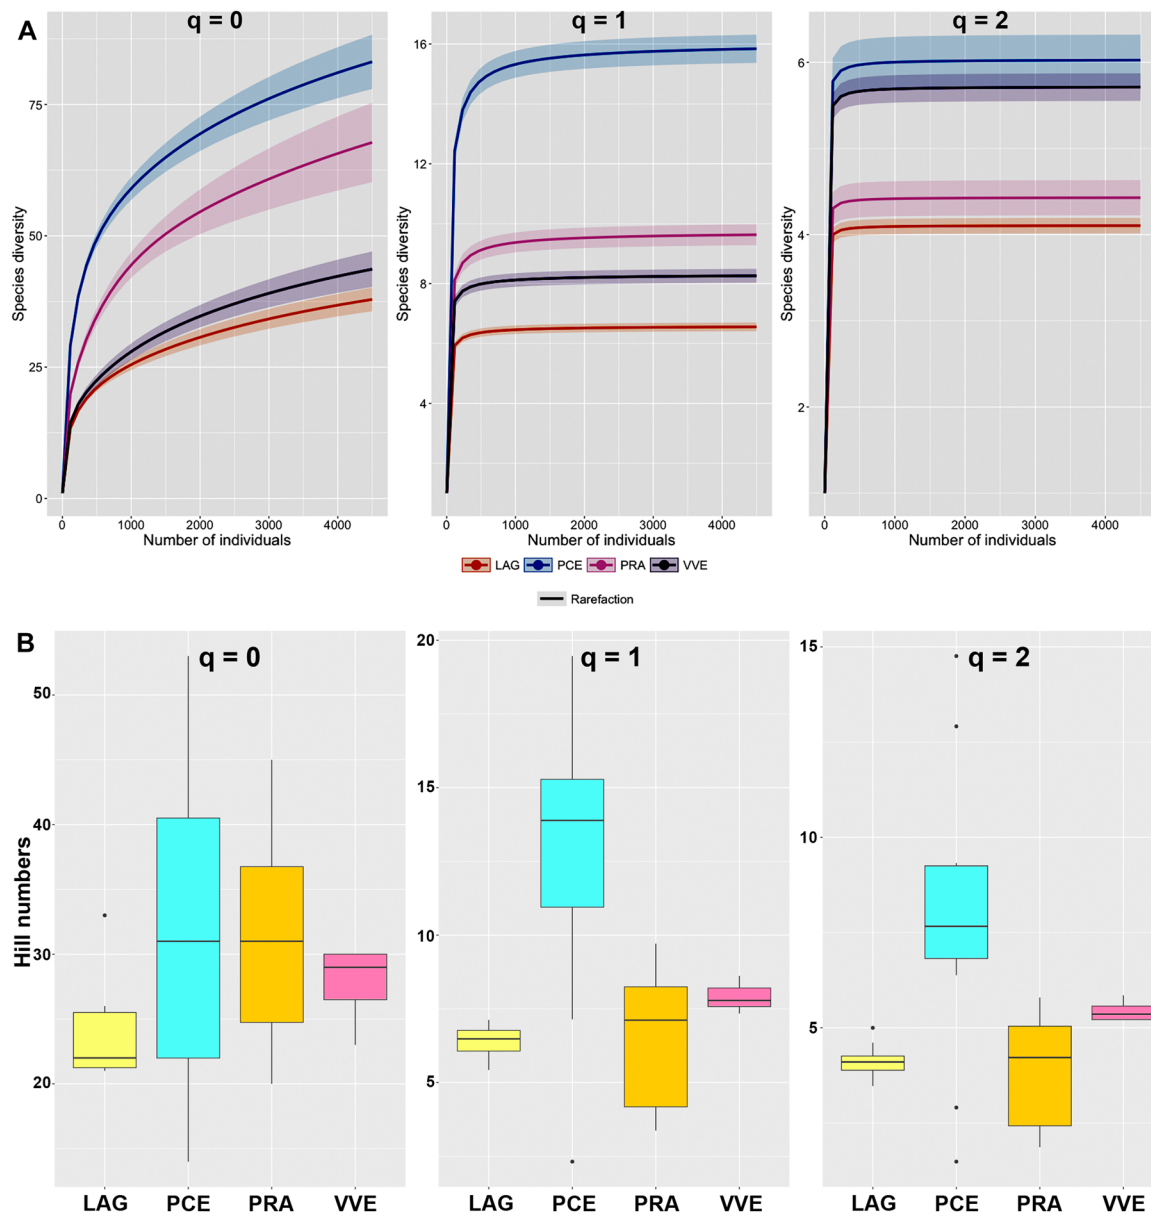 A
q = 0
q = 1
q = 2
Species diversity
75
50
25
0
0 1000 2000 3000 4000
Number of individuals
Species diversity
16
12
8
4
0 1000 2000 3000 4000
Number of individuals
Species diversity
6
4
2
0 1000 2000 3000 4000
Number of individuals
LAG PCE PRA VVE
Rarefaction
B
q = 0
q = 1
q = 2
Hill numbers
50
40
30
20
LAG PCE PRA VVE
20
15
10
5
LAG PCE PRA VVE
15
10
5
LAG PCE PRA VVE